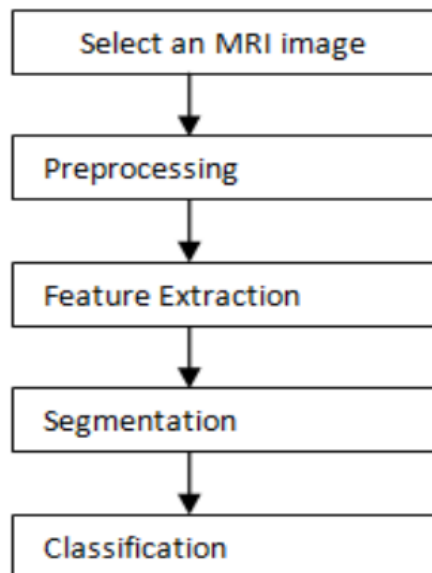 Select an MRI image
Preprocessing
Feature Extraction
Segmentation
Classification